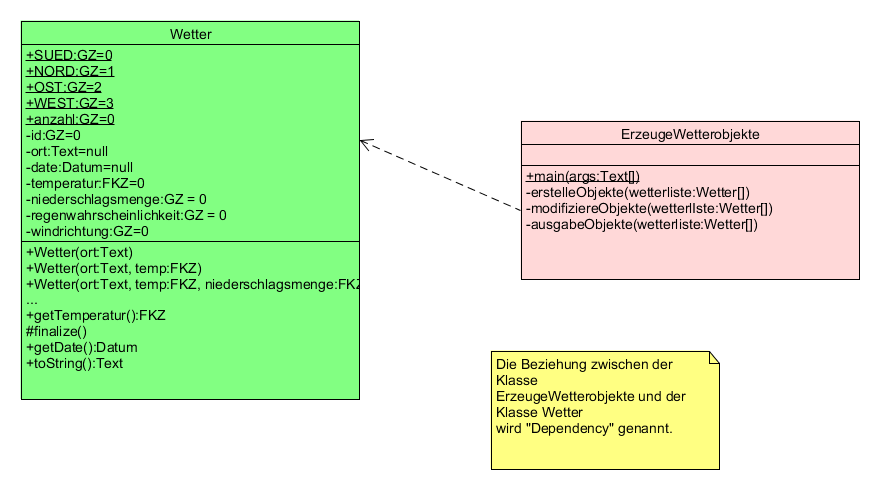 Wetter
+SUED:GZ=0
+NORD:GZ=1
+OST:GZ=2
+WEST:GZ=3
+anzahl:GZ=0
-id:GZ=0
-ort:Text=null
-date:Datum=null
-temperatur:FKZ=0
-niederschlagsmenge:GZ = 0
-regenwahrscheinlichkeit:GZ = 0
-windrichtung:GZ=0
+Wetter(ort:Text)
+Wetter(ort:Text, temp:FKZ)
+Wetter(ort:Text, temp:FKZ, niederschlagsmenge:FKZ
...
+getTemperatur():FKZ
#finalize()
+getDate():Datum
+toString():Text
ErzeugeWetterobjekte
+main(args:Text[])
-erstelleObjekte(wetterliste:Wetter[])
-modifiziereObjekte(wetterlIste:Wetter[])
-ausgabeObjekte(wetterliste:Wetter[])
Die Beziehung zwischen der
Klasse
ErzeugeWetterobjekte und der
Klasse Wetter
wird "Dependency" genannt.